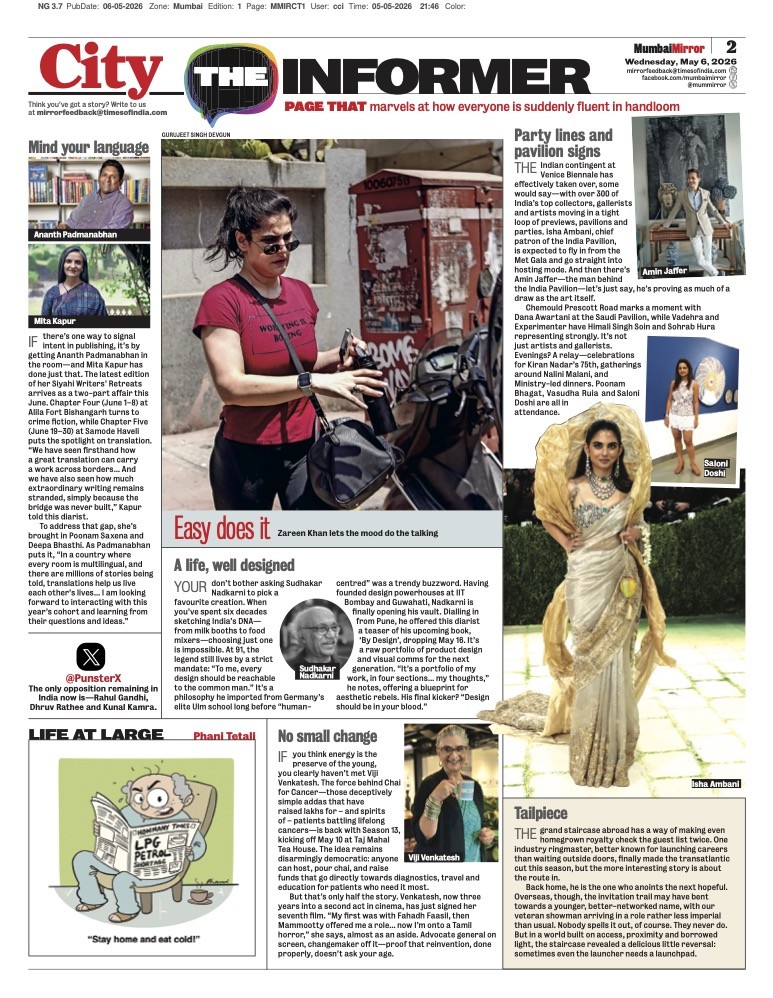 NG 3.7 PubDate: 06-05-2026 Zone: Mumbai Edition: 1 Page: MMIRCT1 User: cci Time: 05-05-2026 21:46 Color:
City
Think you've got a story? Write to us
at mirrorfeedback@timesofindia.com
THE INFORMER
PAGE THAT marvels at how everyone is suddenly fluent in handloom
MumbaiMirror 2
Wednesday, May 6, 2026
mirrorfeedback@timesofindia.com
facebook.com/mumbaimirror
@mummirror
Mind your language
Ananth Padmanabhan
Mita Kapur
IF there's one way to signal
intent in publishing, it's by
getting Ananth Padmanabhan in
the room—and Mita Kapur has
done just that. The latest edition
of her Siyahi Writers' Retreats
arrives as a two-part affair this
June. Chapter Four (June 1-8) at
Alila Fort Bishangarh turns to
crime fiction, while Chapter Five
(June 19-30) at Samode Haveli
puts the spotlight on translation.
"We have seen firsthand how
a great translation can carry
a work across borders... And
we have also seen how much
extraordinary writing remains
stranded, simply because the
bridge was never built," Kapur
told this diarist.
To address that gap, she's
brought in Poonam Saxena and
Deepa Bhasthi. As Padmanabhan
puts it, "In a country where
every room is multilingual, and
there are millions of stories being
told, translations help us live
each other's lives... I am looking
forward to interacting with this
year's cohort and learning from
their questions and ideas."
@PunsterX
The only opposition remaining in
India now is—Rahul Gandhi,
Dhruv Rathee and Kunal Kamra.
GURUJEET SINGH DEVGUN
1006075B
WORKING IS
BORING
Easy does it Zareen Khan lets the mood do the talking
A life, well designed
YOUR don't bother asking Sudhakar
Nadkarni to pick a
favourite creation. When
you've spent six decades
sketching India's DNA—
from milk booths to food
mixers—choosing just one
is impossible. At 91, the
legend still lives by a strict
mandate: "To me, every
design should be reachable
to the common man." It's a
philosophy he imported from Germany's
elite Ulm school long before "human-
Sudhakar
Nadkarni
centred" was a trendy buzzword. Having
founded design powerhouses at IIT
Bombay and Guwahati, Nadkarni is
finally opening his vault. Dialling in
from Pune, he offered this diarist
a teaser of his upcoming book,
'By Design', dropping May 16. It's
a raw portfolio of product design
and visual comms for the next
generation. "It's a portfolio of my
work, in four sections... my thoughts,"
he notes, offering a blueprint for
aesthetic rebels. His final kicker? "Design
should be in your blood."
Party lines and
pavilion signs
THE Indian contingent at
Venice Biennale has
effectively taken over, some
would say—with over 300 of
India's top collectors, gallerists
and artists moving in a tight
loop of previews, pavilions and
parties. Isha Ambani, chief
patron of the India Pavilion,
is expected to fly in from the
Met Gala and go straight into
hosting mode. And then there's
Amin Jaffer—the man behind
the India Pavilion—let's just say, he's proving as much of a
draw as the art itself.
Chemould Prescott Road marks a moment with
Dana Awartani at the Saudi Pavilion, while Vadehra and
Experimenter have Himali Singh Soin and Sohrab Hura
representing strongly. It's not
just artists and gallerists.
Evenings? A relay—celebrations
for Kiran Nadar's 75th, gatherings
around Nalini Malani, and
Ministry-led dinners. Poonam
Bhagat, Vasudha Ruia and Saloni
Doshi are all in
attendance.
Amin Jaffer
Saloni
Doshi
Isha Ambani
LIFE AT LARGE Phani Tetali
HOW MANY TIMES?
LPG
PETROL
SHORTAGE
"Stay home and eat cold!"
No small change
IF you think energy is the
preserve of the young,
you clearly haven't met Viji
Venkatesh. The force behind Chai
for Cancer—those deceptively
simple addas that have
raised lakhs for – and spirits
of – patients battling lifelong
cancers—is back with Season 13,
kicking off May 10 at Taj Mahal
Tea House. The idea remains
disarmingly democratic: anyone
can host, pour chai, and raise
funds that go directly towards diagnostics, travel and
education for patients who need it most.
But that's only half the story. Venkatesh, now three
years into a second act in cinema, has just signed her
seventh film. "My first was with Fahadh Faasil, then
Mammootty offered me a role... now I'm onto a Tamil
horror," she says, almost as an aside. Advocate general on
screen, changemaker off it—proof that reinvention, done
properly, doesn't ask your age.
Viji Venkatesh
Tailpiece
THE grand staircase abroad has a way of making even
homegrown royalty check the guest list twice. One
industry ringmaster, better known for launching careers
than waiting outside doors, finally made the transatlantic
cut this season, but the more interesting story is about
the route in.
Back home, he is the one who anoints the next hopeful.
Overseas, though, the invitation trail may have bent
towards a younger, better-networked name, with our
veteran showman arriving in a role rather less imperial
than usual. Nobody spells it out, of course. They never do.
But in a world built on access, proximity and borrowed
light, the staircase revealed a delicious little reversal:
sometimes even the launcher needs a launchpad.